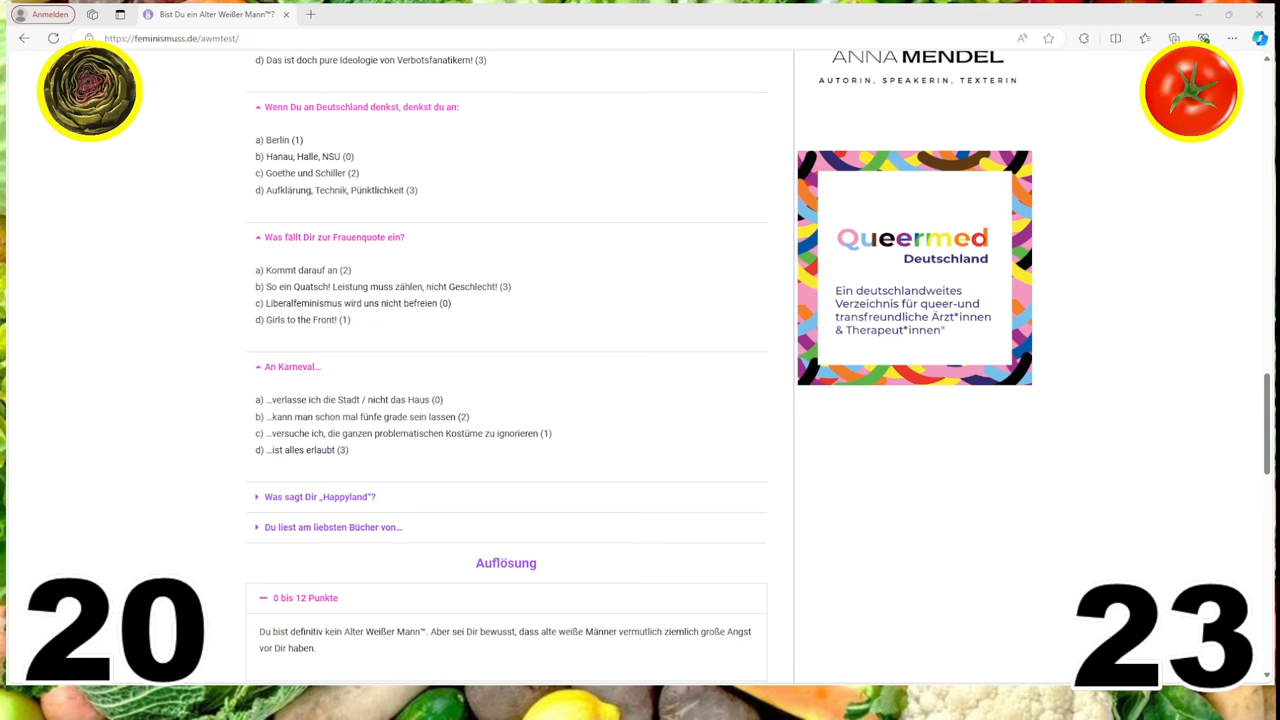 Anmelden
Bist Du ein Alter Weißer Mann™?
https://feminismuss.de/awmtest/
ANNA MENDEL
AUTORIN, SPEAKERIN, TEXTERIN
d) Das ist doch pure Ideologie von Verbotsfanatikern! (3)
Wenn Du an Deutschland denkst, denkst du an:
a) Berlin (1)
b) Hanau, Halle, NSU (0)
c) Goethe und Schiller (2)
d) Aufklärung, Technik, Pünktlichkeit (3)
Was fällt Dir zur Frauenquote ein?
a) Kommt darauf an (2)
b) So ein Quatsch! Leistung muss zählen, nicht Geschlecht! (3)
c) Liberalfeminismus wird uns nicht befreien (0)
d) Girls to the Front! (1)
An Karneval…
a) …verlasse ich die Stadt / nicht das Haus (0)
b) …kann man schon mal fünfe grade sein lassen (2)
c) …versuche ich, die ganzen problematischen Kostüme zu ignorieren (1)
d) …ist alles erlaubt (3)
Was sagt Dir „Happyland"?
Du liest am liebsten Bücher von…
Auflösung
0 bis 12 Punkte
Du bist definitiv kein Alter Weißer Mann™. Aber sei Dir bewusst, dass alte weiße Männer vermutlich ziemlich große Angst
vor Dir haben.
Queermed
Deutschland
Ein deutschlandweites
Verzeichnis für queer-und
transfreundliche Ärzt*innen
& Therapeut*innen"
20
23